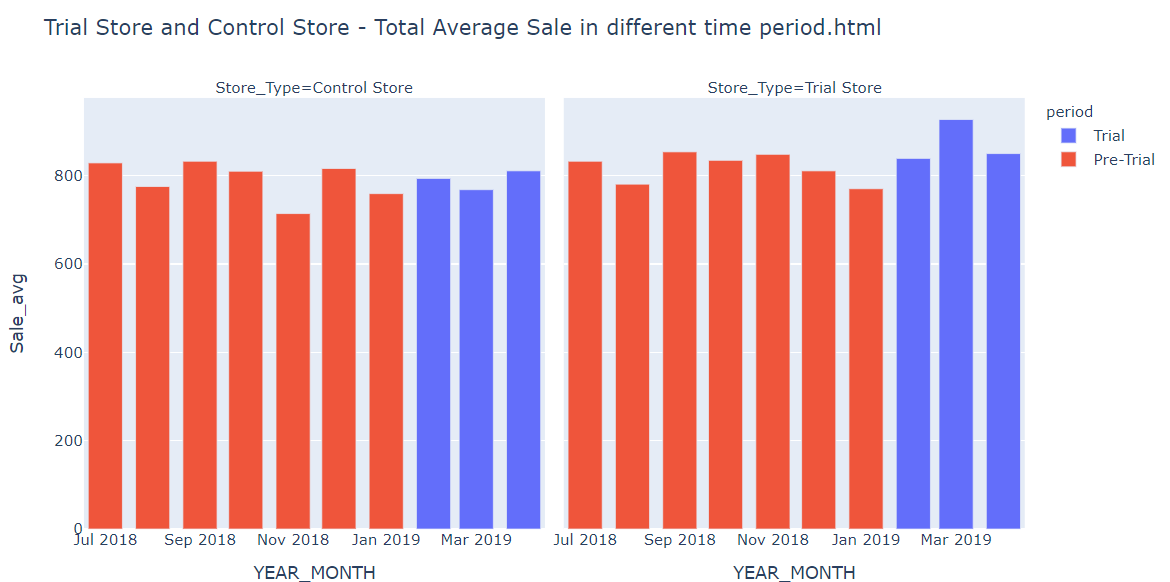 Trial Store and Control Store - Total Average Sale in different time period.html
Store_Type=Control Store
Store_Type=Trial Store
period
Trial
Pre-Trial
Sale_avg
800
600
400
200
0
Jul 2018 Sep 2018 Nov 2018 Jan 2019 Mar 2019
Jul 2018 Sep 2018 Nov 2018 Jan 2019 Mar 2019
YEAR_MONTH
YEAR_MONTH